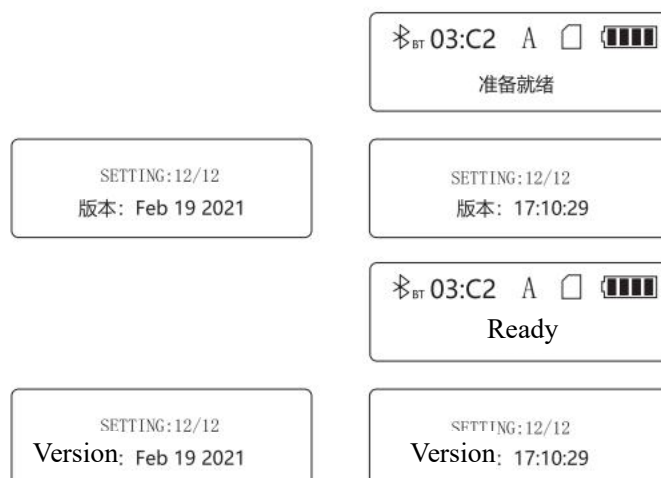 BT 03:C2 A
准备就绪
SETTING:12/12
版本：Feb 19 2021
SETTING:12/12
版本：17:10:29
BT 03:C2 A
Ready
SETTING:12/12
Version: Feb 19 2021
SETTING:12/12
Version: 17:10:29